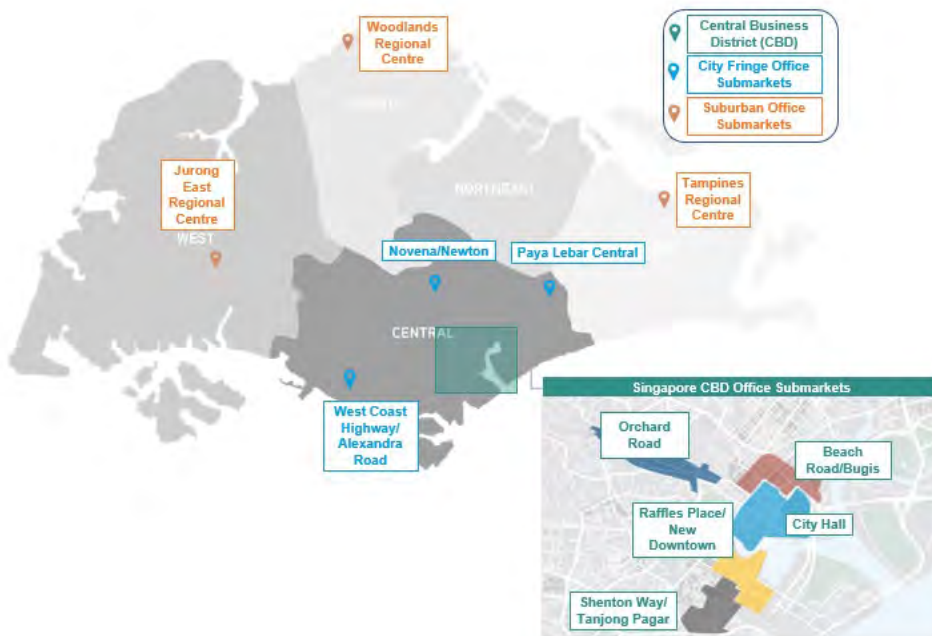 Woodlands
Regional
Centre
Central Business
District (CBD)
City Fringe Office
Submarkets
Suburban Office
Submarkets
Jurong
East
Regional
Centre
WEST
Tampines
Regional
Centre
Novena/Newton
Paya Lebar Central
CENTRAL
West Coast
Highway/
Alexandra
Road
Singapore CBD Office Submarkets
Orchard
Road
Beach
Road/Bugis
Raffles Place/
New
Downtown
City Hall
Shenton Way/
Tanjong Pagar